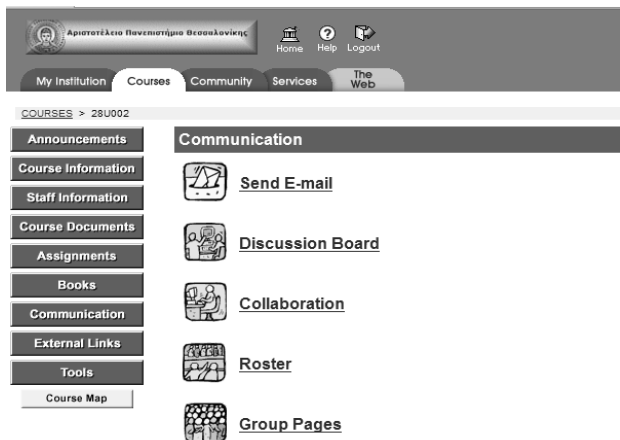 Αριστοτέλειο Πανεπιστήμιο Θεσσαλονίκης
Home Help Logout
My Institution Courses Community Services The Web
COURSES > 28U002
Announcements
Course Information
Staff Information
Course Documents
Assignments
Books
Communication
External Links
Tools
Course Map
Communication
Send E-mail
Discussion Board
Collaboration
Roster
Group Pages